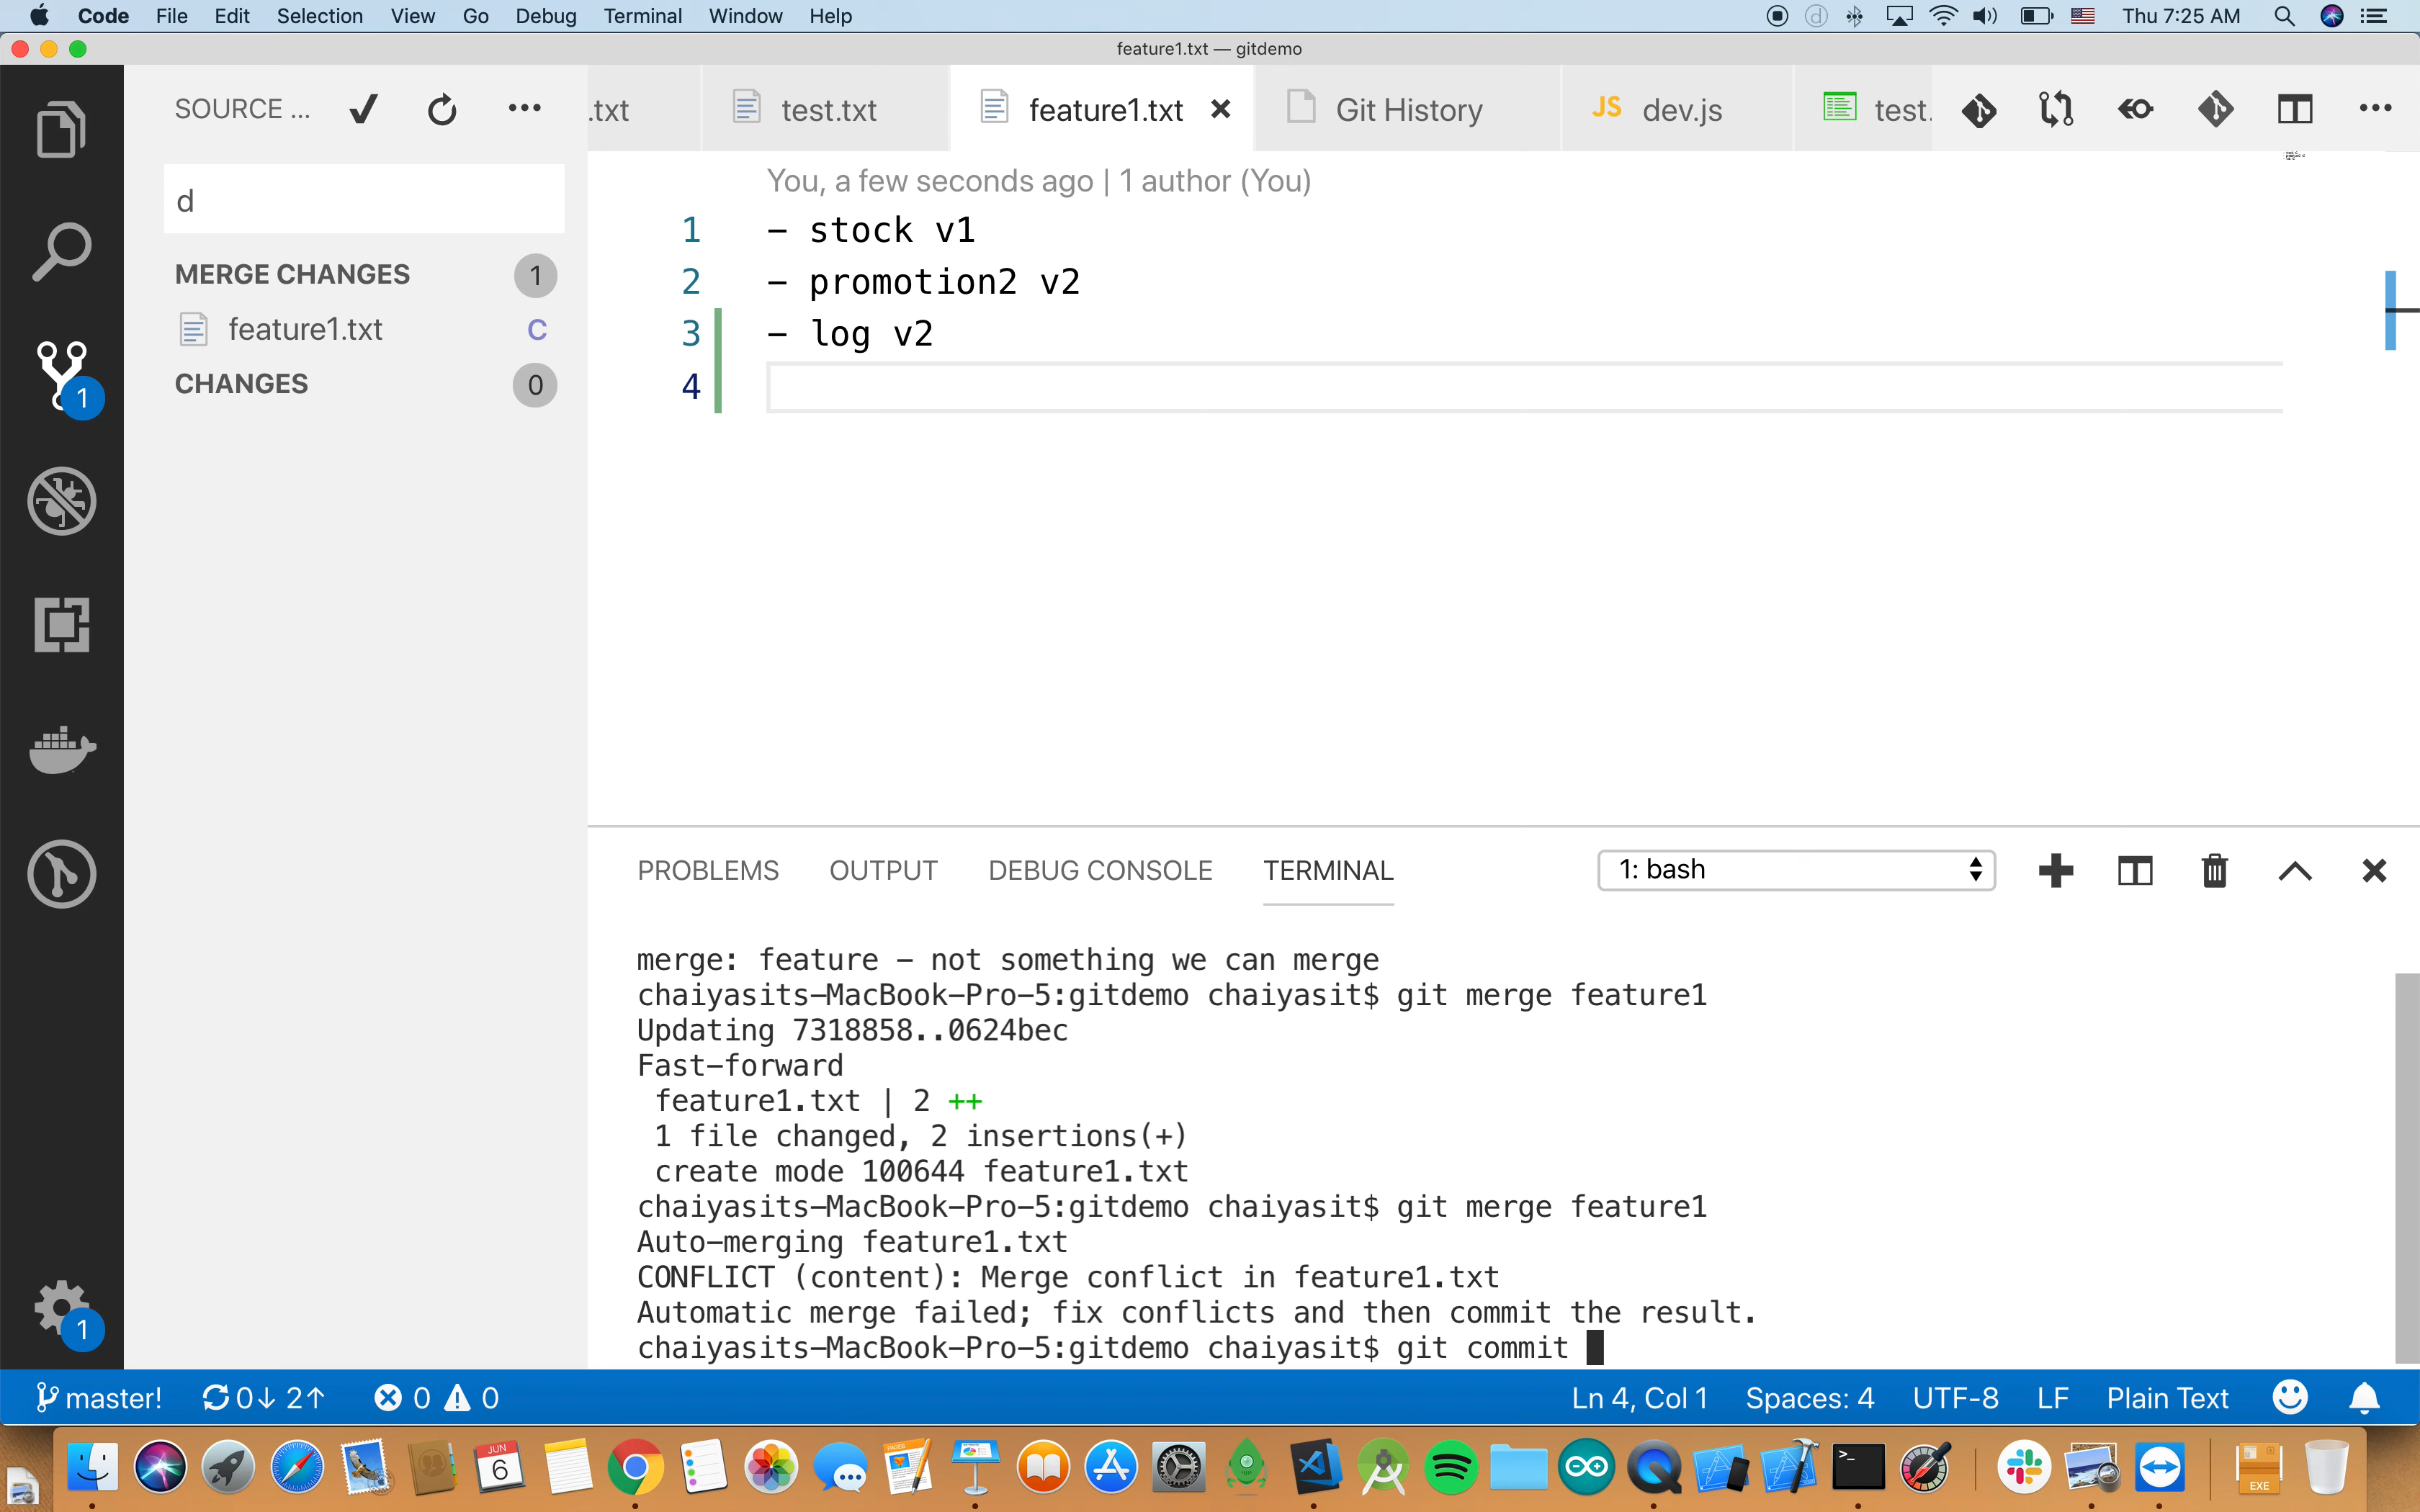 Code File Edit Selection View Go Debug Terminal Window Help Thu 7:25 AM
feature1.txt — gitdemo
SOURCE ... .txt test.txt feature1.txt Git History JS dev.js test.
d
You, a few seconds ago | 1 author (You)
1 - stock v1
MERGE CHANGES 1
2 - promotion2 v2
feature1.txt C
3 - log v2
CHANGES 0
4
1
PROBLEMS OUTPUT DEBUG CONSOLE TERMINAL 1: bash
merge: feature - not something we can merge
chaiyasits-MacBook-Pro-5:gitdemo chaiyasit$ git merge feature1
Updating 7318858..0624bec
Fast-forward
feature1.txt | 2 ++
1 file changed, 2 insertions(+)
create mode 100644 feature1.txt
chaiyasits-MacBook-Pro-5:gitdemo chaiyasit$ git merge feature1
Auto-merging feature1.txt
CONFLICT (content): Merge conflict in feature1.txt
Automatic merge failed; fix conflicts and then commit the result.
chaiyasits-MacBook-Pro-5:gitdemo chaiyasit$ git commit
1
master! 0↓ 2↑ 0 0 Ln 4, Col 1 Spaces: 4 UTF-8 LF Plain Text
JUN
6
PAGES
>_
EXE